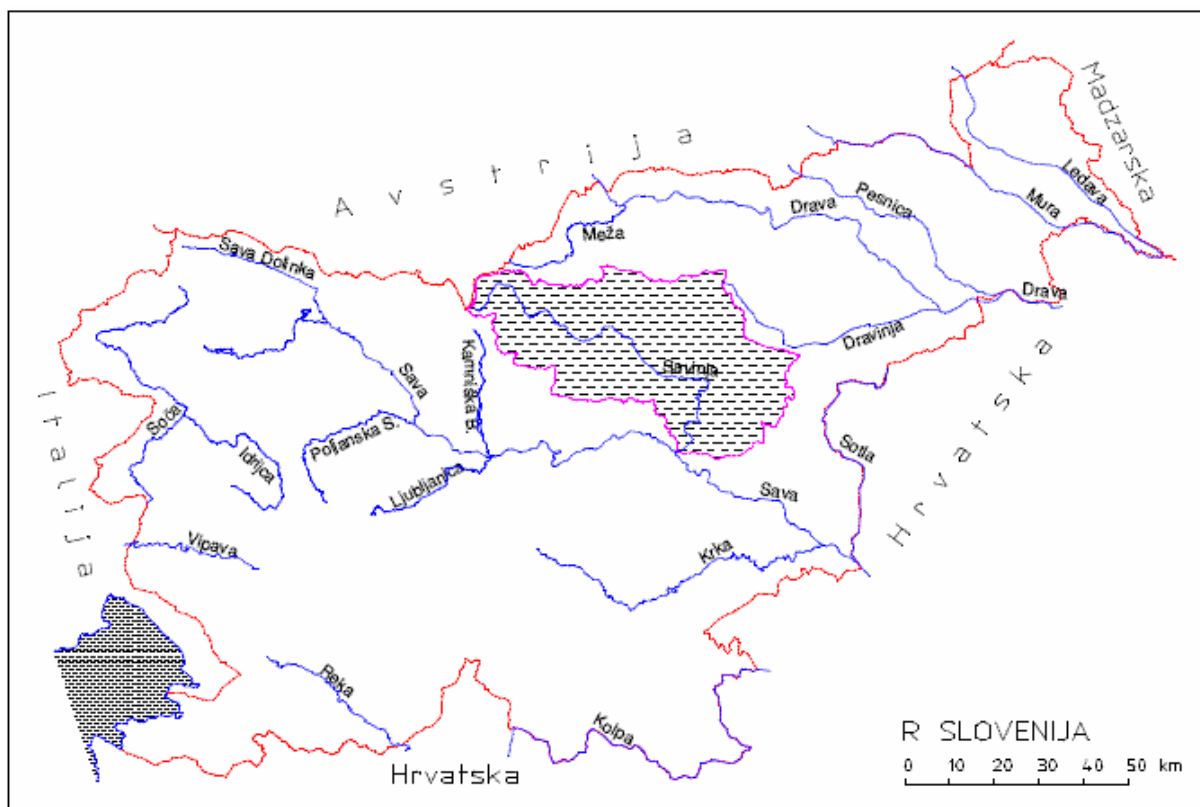 Avstrija
Madzarska
Ledava
Mura
Pesnica
Drava
Meža
Sava Dolinka
Drava
Dravinja
Savinja
Kamniška B.
Sava
Soča
Italija
Idrijca
Poljanska S.
Ljubljanica
Sotla
Hrvatska
Sava
Vipava
Krka
Reka
Kolpa
Hrvatska
R SLOVENIJA
0 10 20 30 40 50 km